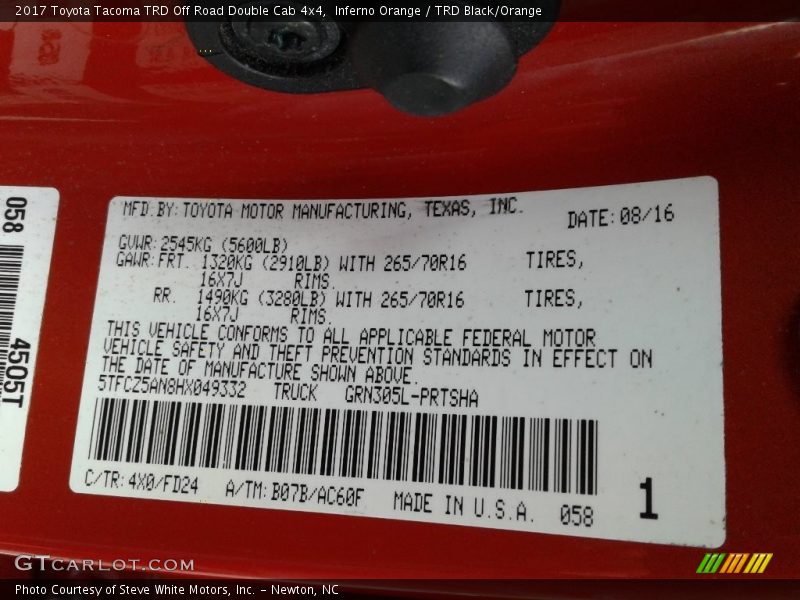 2017 Toyota Tacoma TRD Off Road Double Cab 4x4, Inferno Orange / TRD Black/Orange
058
4505T
MFD.BY:TOYOTA MOTOR MANUFACTURING, TEXAS, INC. DATE:08/16
GVWR:2545KG (5600LB)
GAWR:FRT. 1320KG (2910LB) WITH 265/70R16 TIRES,
16X7J RIMS.
RR. 1490KG (3280LB) WITH 265/70R16 TIRES,
16X7J RIMS.
THIS VEHICLE CONFORMS TO ALL APPLICABLE FEDERAL MOTOR
VEHICLE SAFETY AND THEFT PREVENTION STANDARDS IN EFFECT ON
THE DATE OF MANUFACTURE SHOWN ABOVE.
5TFCZ5AN8HX049332 TRUCK GRN305L-PRTSHA
C/TR:4X0/FD24 A/TM:B07B/AC60F MADE IN U.S.A. 058 1
GTCARLOT.COM
Photo Courtesy of Steve White Motors, Inc. – Newton, NC